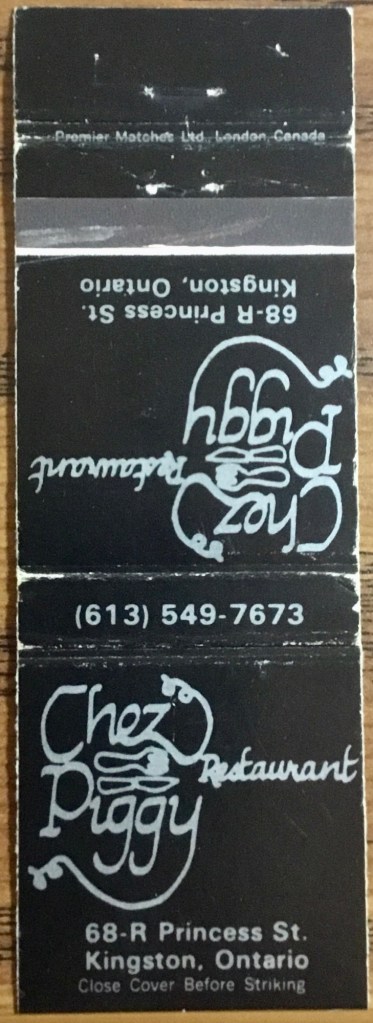 Premier Matches Ltd., London, Canada
68-R Princess St.
Kingston, Ontario
Chez
Piggy
Restaurant
(613) 549-7673
Chez
Piggy
Restaurant
68-R Princess St.
Kingston, Ontario
Close Cover Before Striking